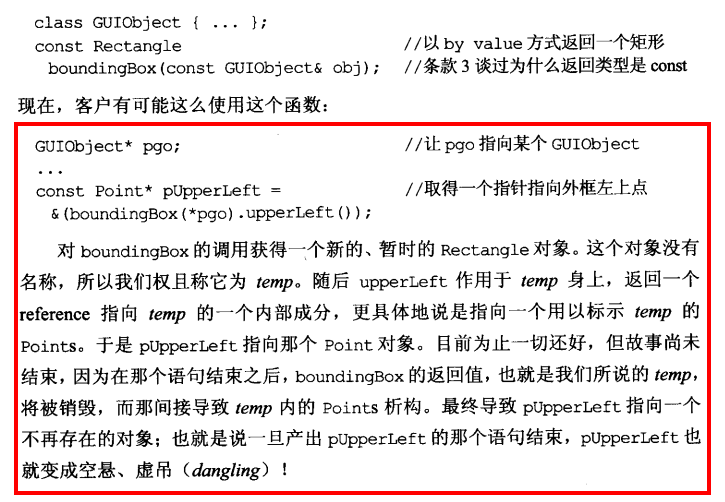 class GUIObject { ... };
const Rectangle //以 by value 方式返回一个矩形
boundingBox(const GUIObject& obj); //条款 3 谈过为什么返回类型是 const
现在，客户有可能这么使用这个函数：
GUIObject* pgo; //让 pgo 指向某个 GUIObject
...
const Point* pUpperLeft = //取得一个指针指向外框左上点
&(boundingBox(*pgo).upperLeft());
对 boundingBox 的调用获得一个新的、暂时的 Rectangle 对象。这个对象没有
名称，所以我们权且称它为 temp。随后 upperLeft 作用于 temp 身上，返回一个
reference 指向 temp 的一个内部成分，更具体地说是指向一个用以标示 temp 的
Points。于是 pUpperLeft 指向那个 Point 对象。目前为止一切还好，但故事尚未
结束，因为在那个语句结束之后，boundingBox 的返回值，也就是我们所说的 temp，
将被销毁，而那间接导致 temp 内的 Points 析构。最终导致 pUpperLeft 指向一个
不再存在的对象；也就是说一旦产出 pUpperLeft 的那个语句结束，pUpperLeft 也
就变成空悬、虚吊（dangling）！